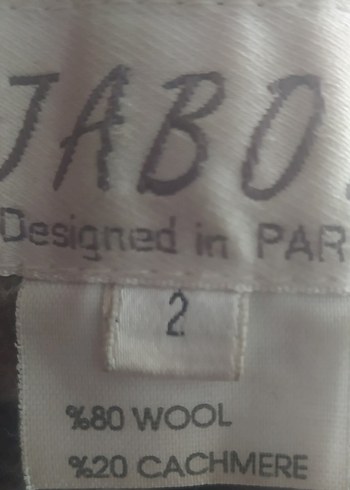 JABO
Designed in PAR
2
%80 WOOL
%20 CACHMERE